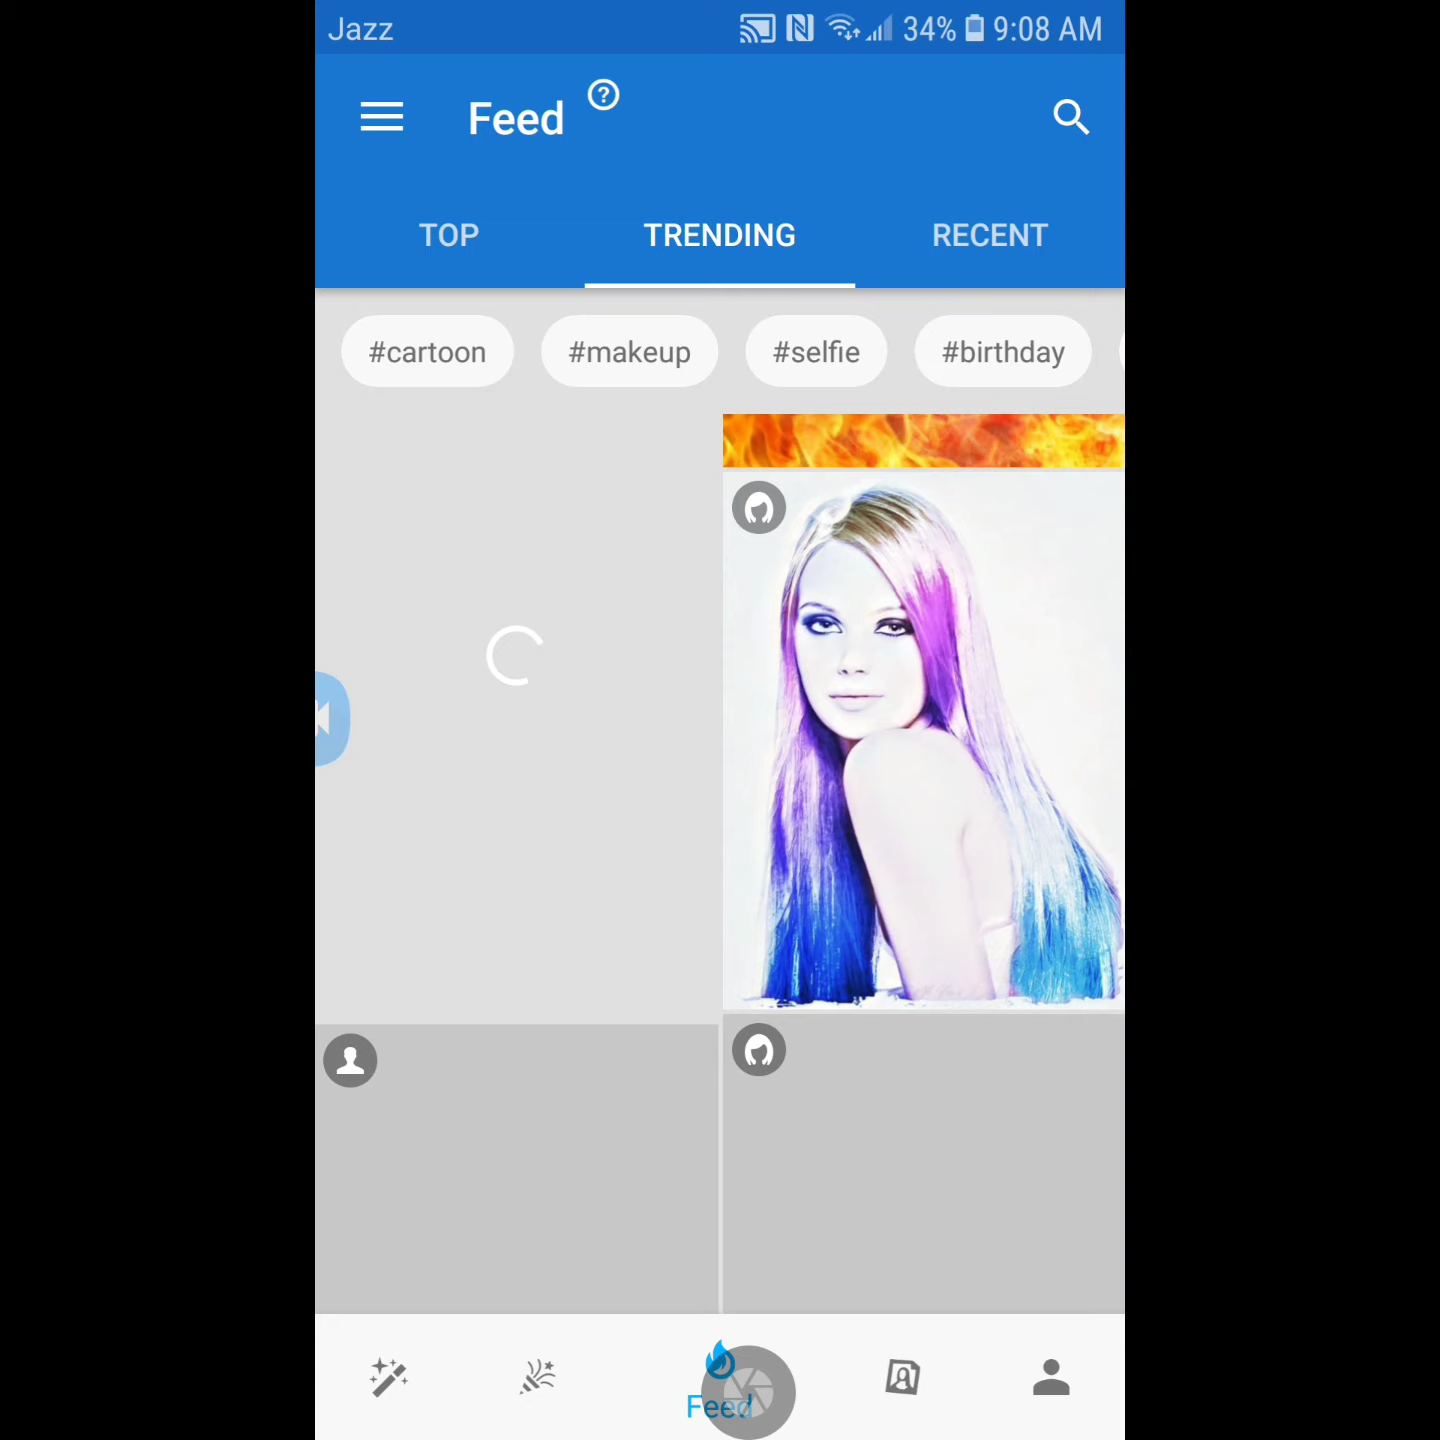 Jazz 34% 9:08 AM
Feed
TOP TRENDING RECENT
#cartoon #makeup #selfie #birthday
Feed